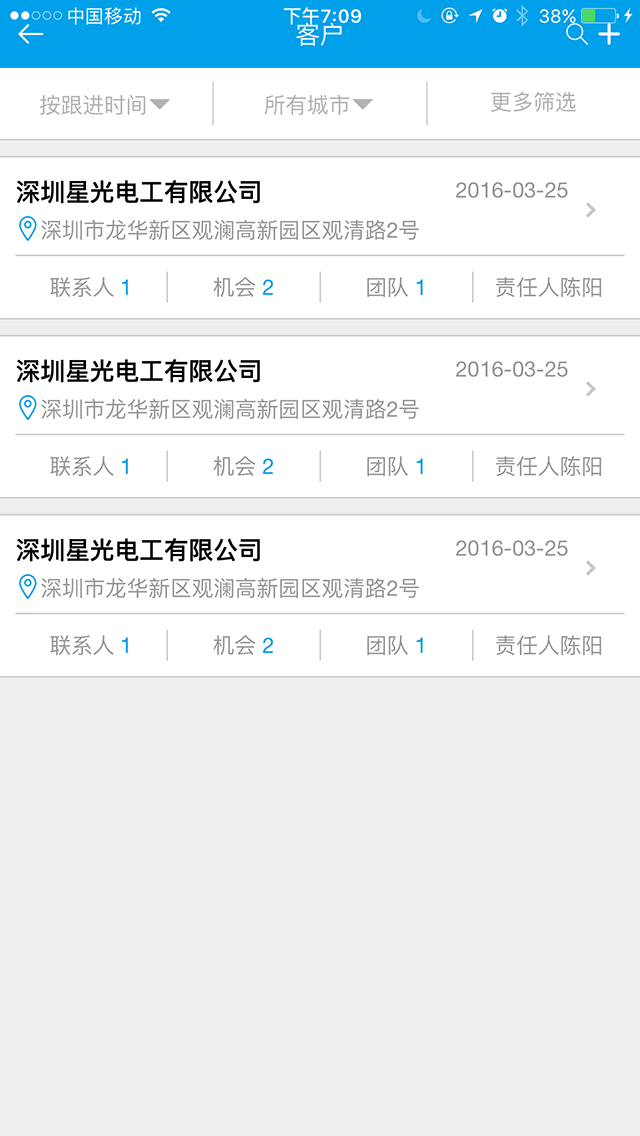 中国移动 下午7:09 38%
客户
按跟进时间 所有城市 更多筛选
深圳星光电工有限公司 2016-03-25
深圳市龙华新区观澜高新园区观清路2号
联系人 1 机会 2 团队 1 责任人陈阳
深圳星光电工有限公司 2016-03-25
深圳市龙华新区观澜高新园区观清路2号
联系人 1 机会 2 团队 1 责任人陈阳
深圳星光电工有限公司 2016-03-25
深圳市龙华新区观澜高新园区观清路2号
联系人 1 机会 2 团队 1 责任人陈阳